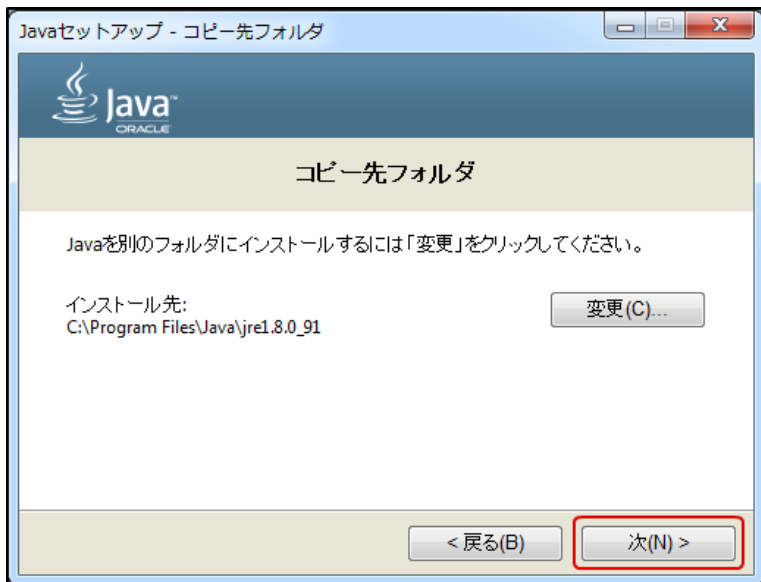 Javaセットアップ - コピー先フォルダ
Java™
ORACLE
コピー先フォルダ
Javaを別のフォルダにインストールするには「変更」をクリックしてください。
インストール先:
変更(C)...
C:\Program Files\Java\jre1.8.0_91
< 戻る(B)
次(N) >